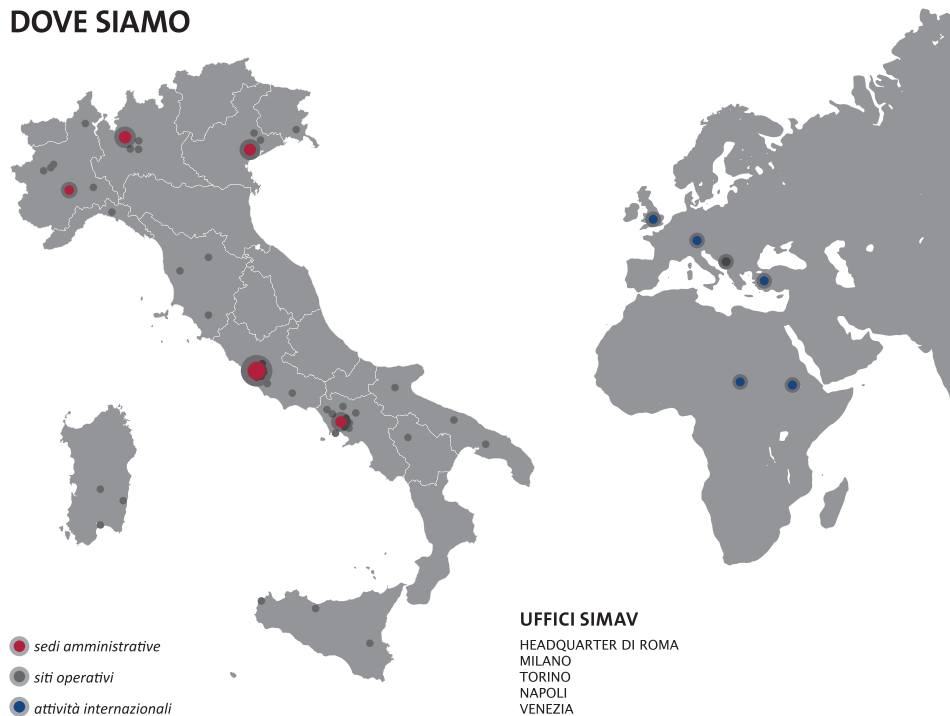 DOVE SIAMO
sedi amministrative
siti operativi
attività internazionali
UFFICI SIMAV
HEADQUARTER DI ROMA
MILANO
TORINO
NAPOLI
VENEZIA